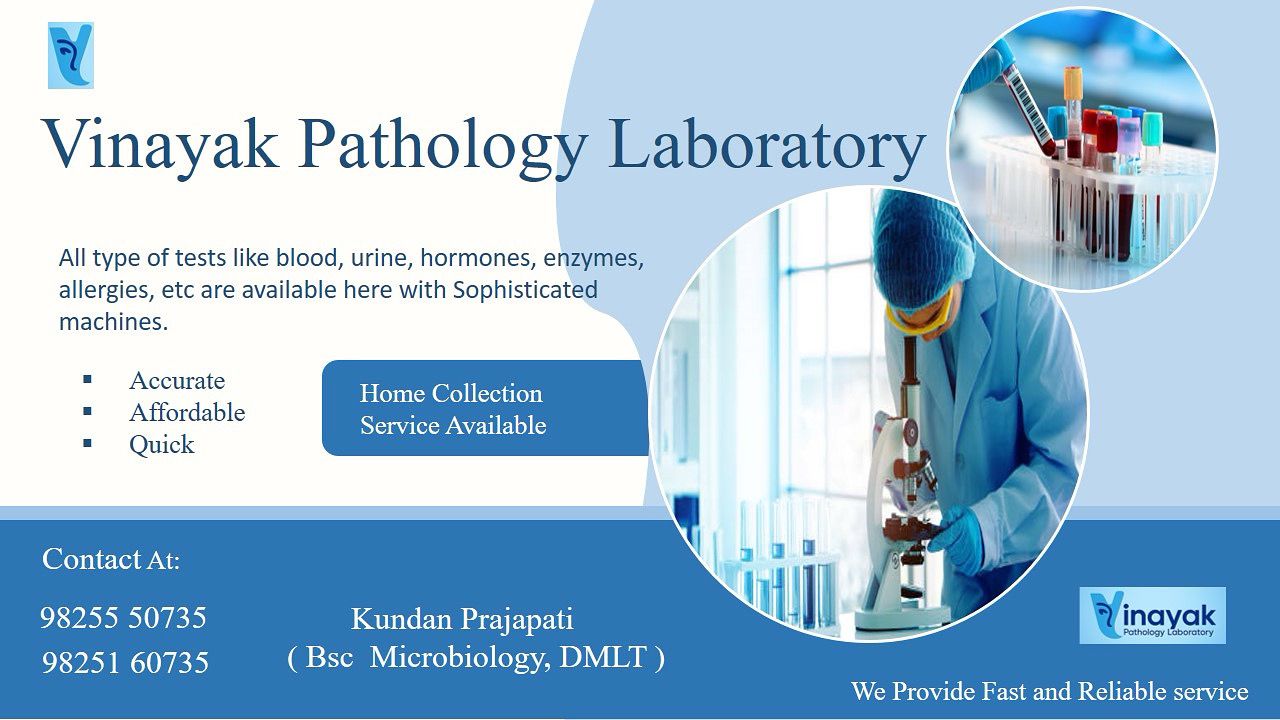 Vinayak Pathology Laboratory
All type of tests like blood, urine, hormones, enzymes,
allergies, etc are available here with Sophisticated
machines.
▪ Accurate
▪ Affordable
▪ Quick
Home Collection
Service Available
Contact At:
98255 50735
98251 60735
Kundan Prajapati
( Bsc  Microbiology, DMLT )
Vinayak
Pathology Laboratory
We Provide Fast and Reliable service